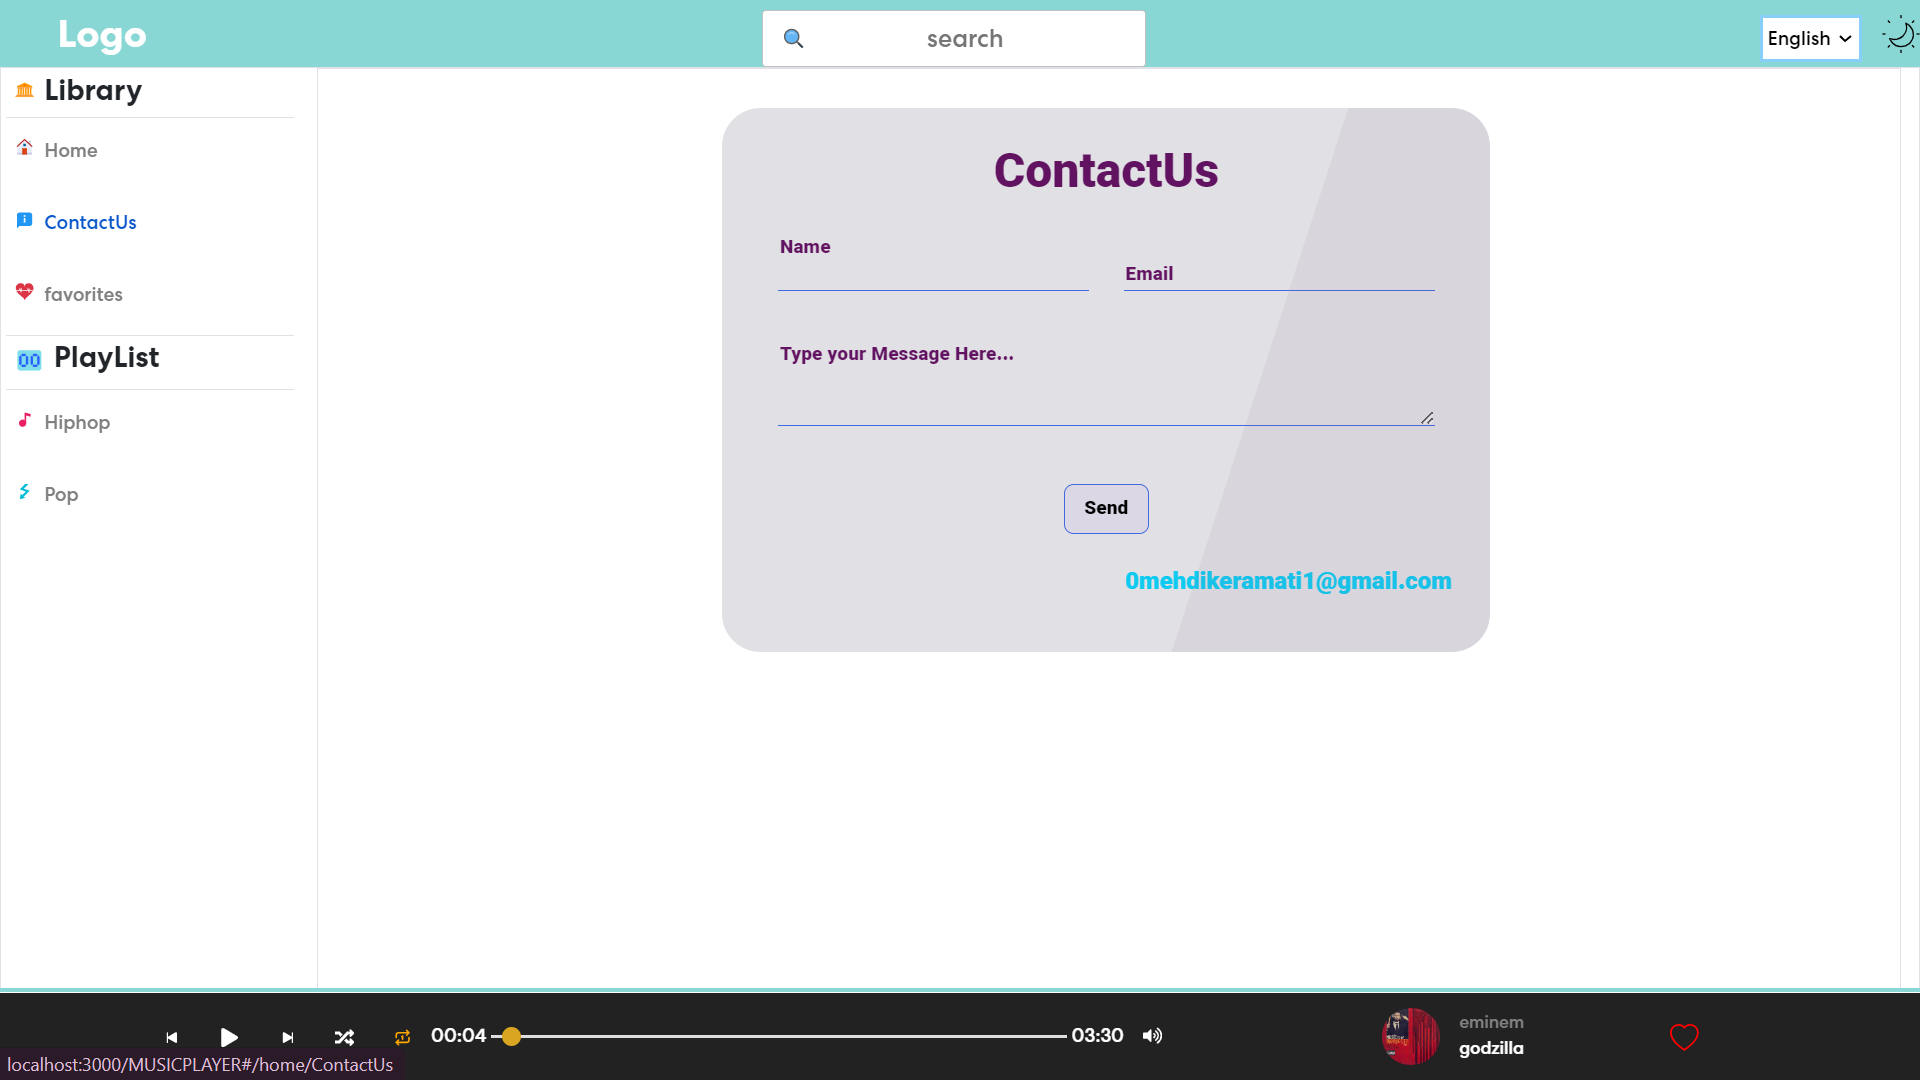 Logo
search
English
Library
Home
ContactUs
favorites
PlayList
Hiphop
Pop
ContactUs
Name
Email
Type your Message Here...
Send
0mehdikeramati1@gmail.com
00:04
03:30
eminem
godzilla
localhost:3000/MUSICPLAYER#/home/ContactUs